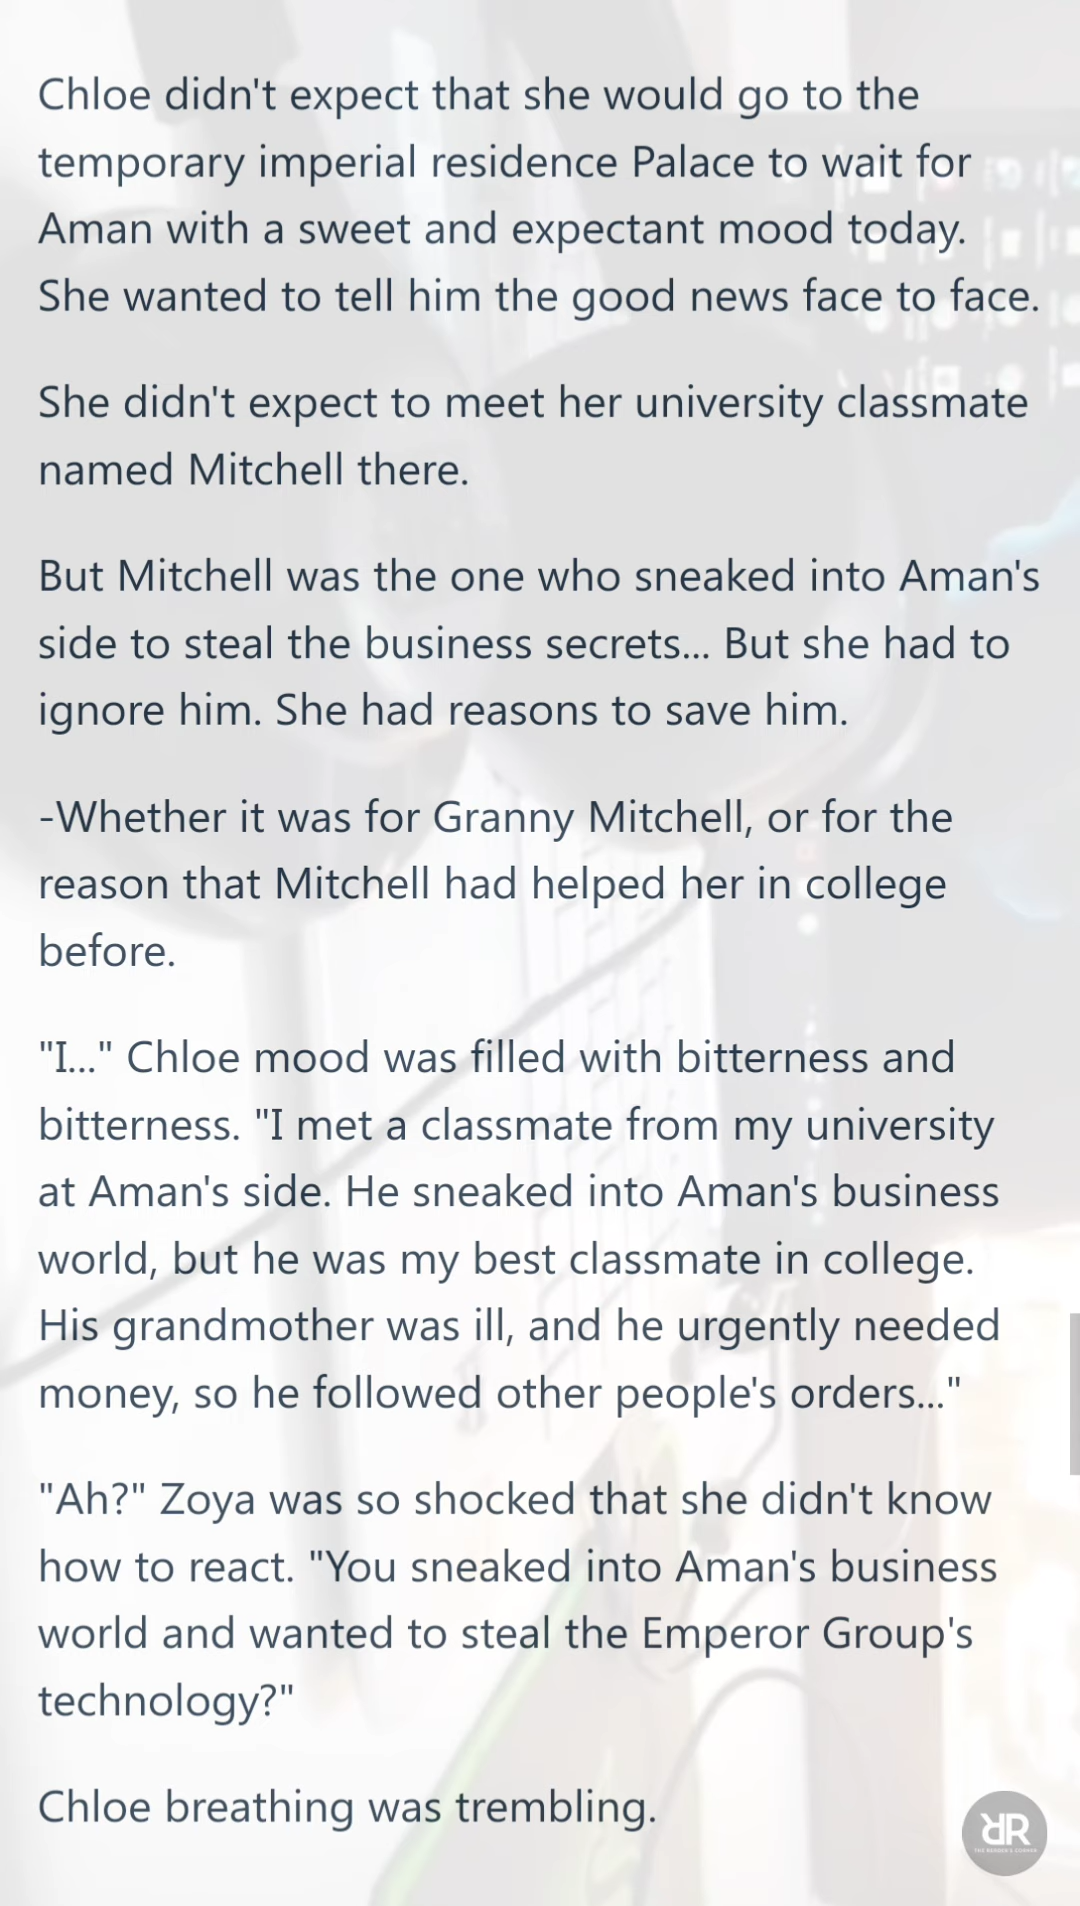 Chloe didn't expect that she would go to the
temporary imperial residence Palace to wait for
Aman with a sweet and expectant mood today.
She wanted to tell him the good news face to face.
She didn't expect to meet her university classmate
named Mitchell there.
But Mitchell was the one who sneaked into Aman's
side to steal the business secrets... But she had to
ignore him. She had reasons to save him.
-Whether it was for Granny Mitchell, or for the
reason that Mitchell had helped her in college
before.
"I..." Chloe mood was filled with bitterness and
bitterness. "I met a classmate from my university
at Aman's side. He sneaked into Aman's business
world, but he was my best classmate in college.
His grandmother was ill, and he urgently needed
money, so he followed other people's orders..."
"Ah?" Zoya was so shocked that she didn't know
how to react. "You sneaked into Aman's business
world and wanted to steal the Emperor Group's
technology?"
Chloe breathing was trembling.